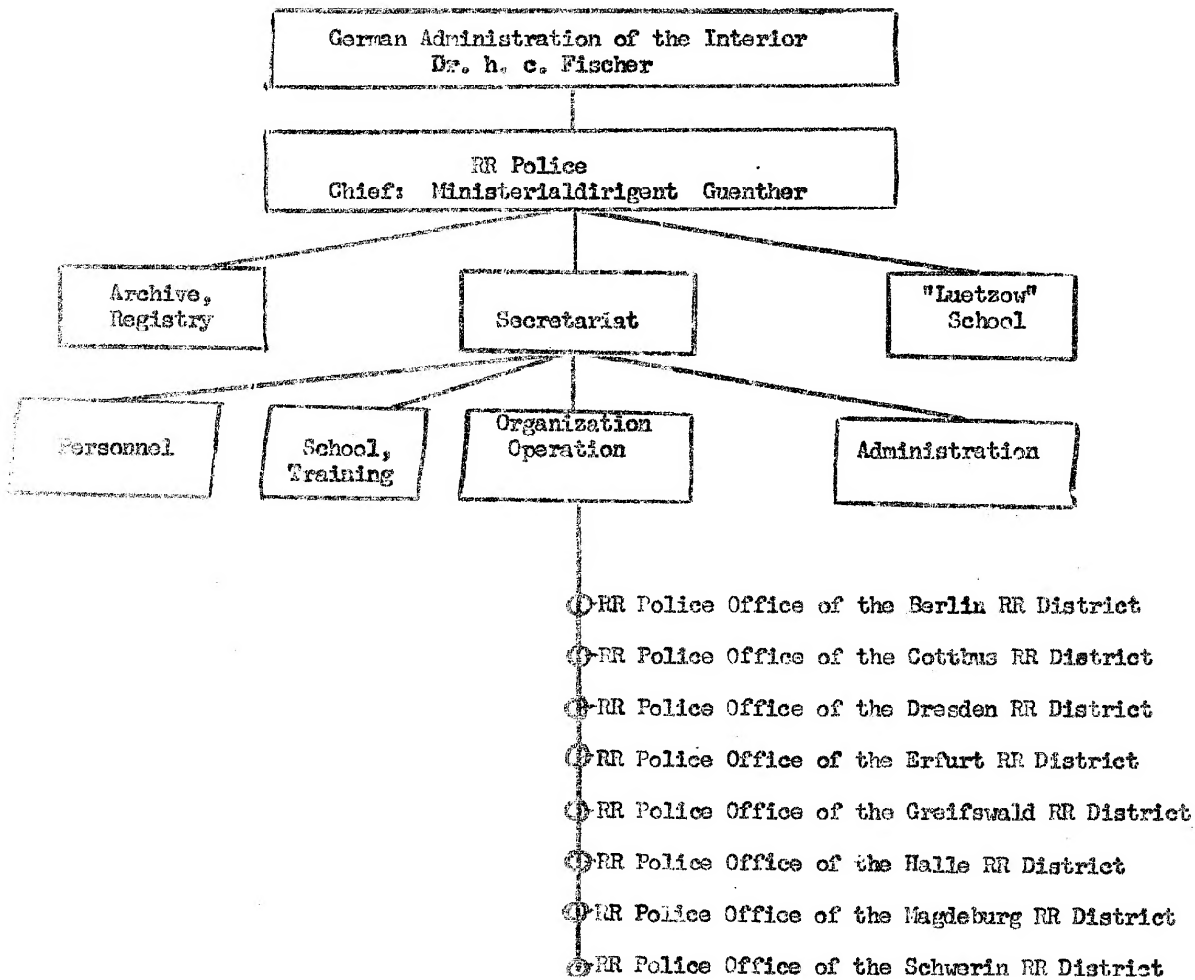 German Administration of the Interior
Dr. h. c. Fischer
RR Police
Chief: Ministerialdirigent Guenther
Archive,
Registry
Secretariat
"Luetzow"
School
Personnel
School,
Training
Organization
Operation
Administration
RR Police Office of the Berlin RR District
RR Police Office of the Cottbus RR District
RR Police Office of the Dresden RR District
RR Police Office of the Erfurt RR District
RR Police Office of the Greifswald RR District
RR Police Office of the Halle RR District
RR Police Office of the Magdeburg RR District
RR Police Office of the Schwerin RR District